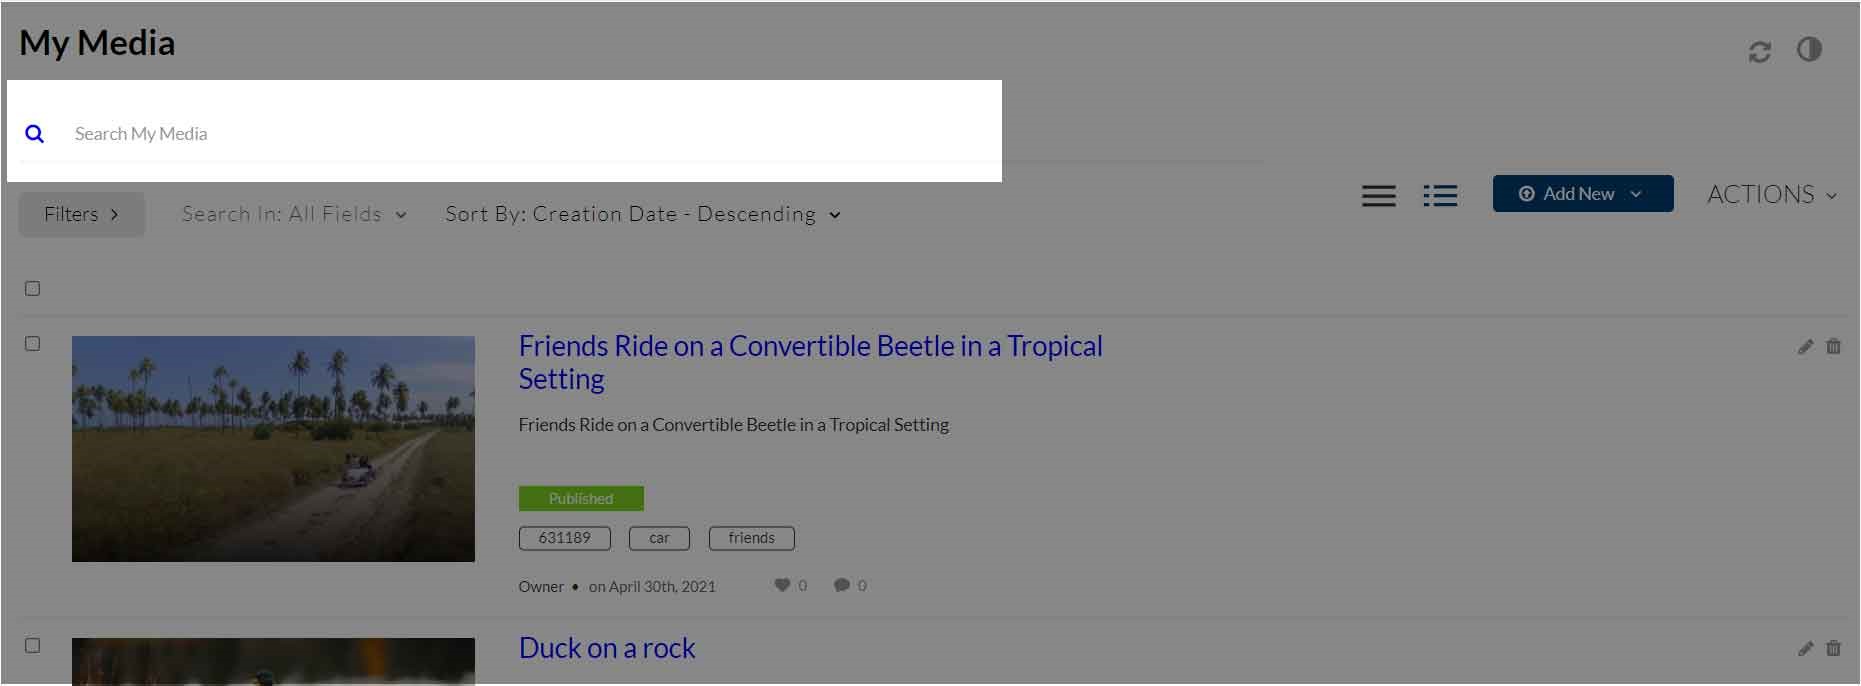 My Media
Search My Media
Filters
Search In: All Fields
Sort By: Creation Date - Descending
Add New
ACTIONS
Friends Ride on a Convertible Beetle in a Tropical
Setting
Friends Ride on a Convertible Beetle in a Tropical Setting
Published
631189 car friends
Owner • on April 30th, 2021 0 0
Duck on a rock